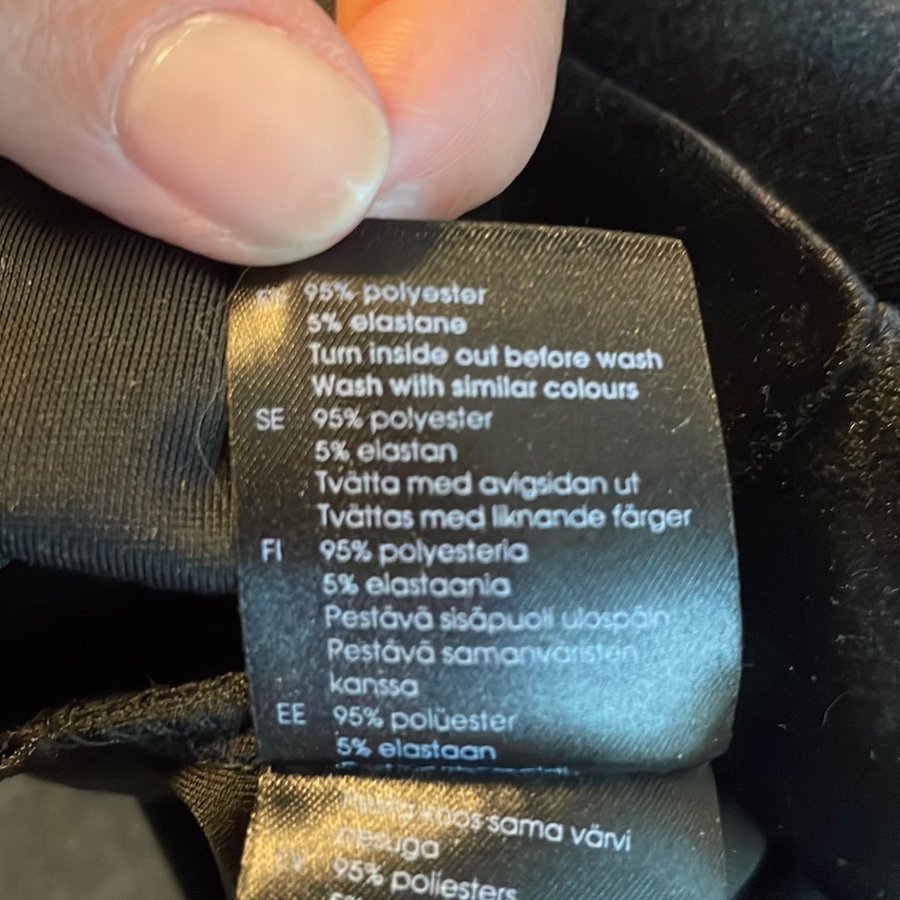 95% polyester
5% elastane
Turn inside out before wash
Wash with similar colours
SE 95% polyester
5% elastan
Tvätta med avigsidan ut
Tvättas med liknande färger
FI 95% polyesteria
5% elastaania
Pestävä sisäpuoli ulospäin
Pestävä samanväristen
kanssa
EE 95% polüester
5% elastaan
koos sama värvi
pesuga
95% poliesters